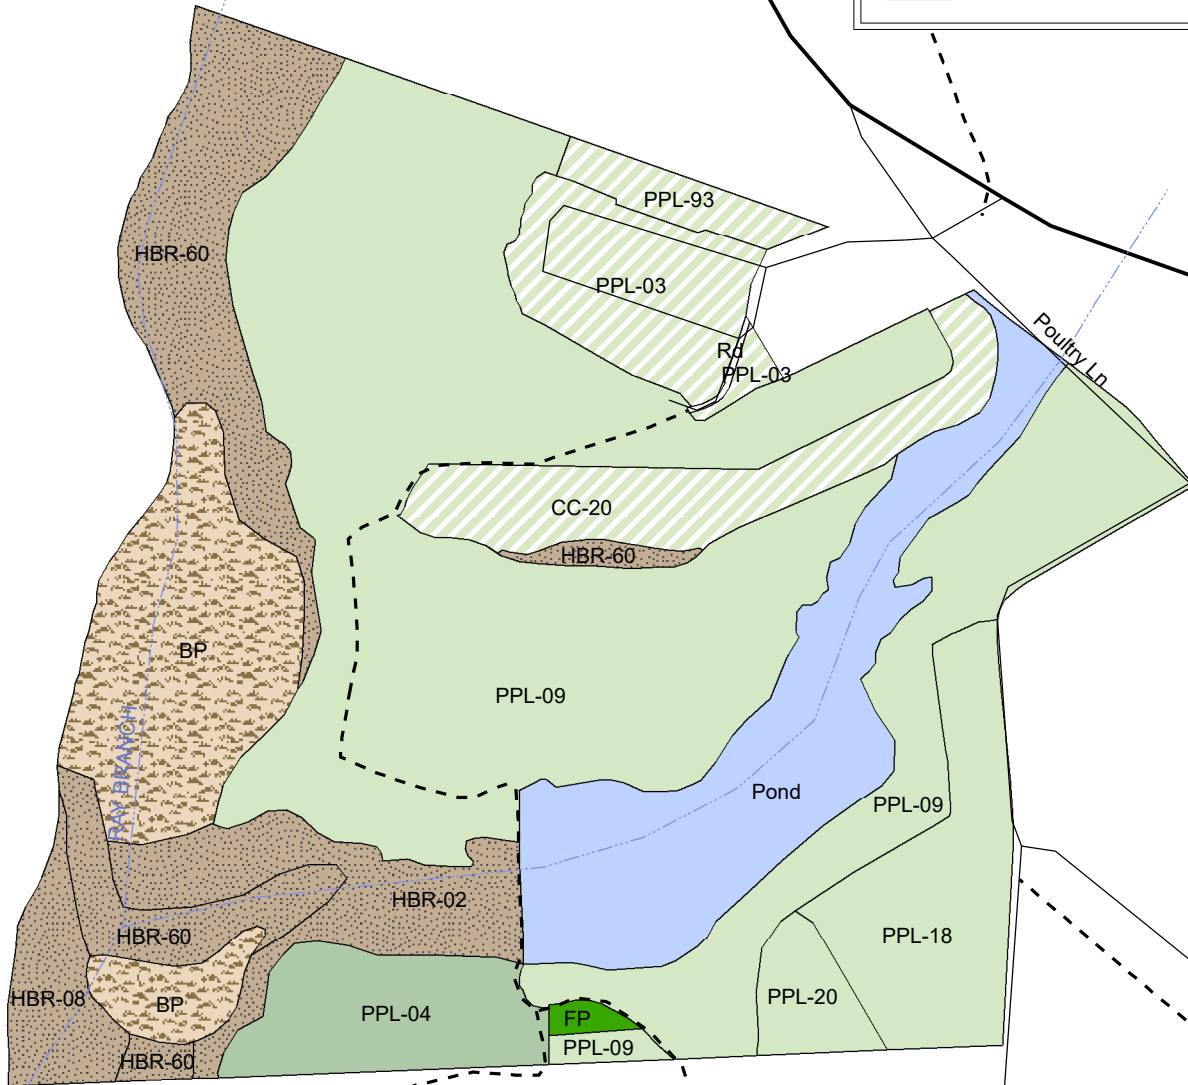 PPL-93
HBR-60
PPL-03
Poultry Ln
Rd
PPL-03
CC-20
HBR-60
BP
PPL-09
RAY BRANCH
Pond
PPL-09
HBR-02
HBR-60
PPL-18
HBR-08
BP
PPL-20
PPL-04
FP
PPL-09
HBR-60